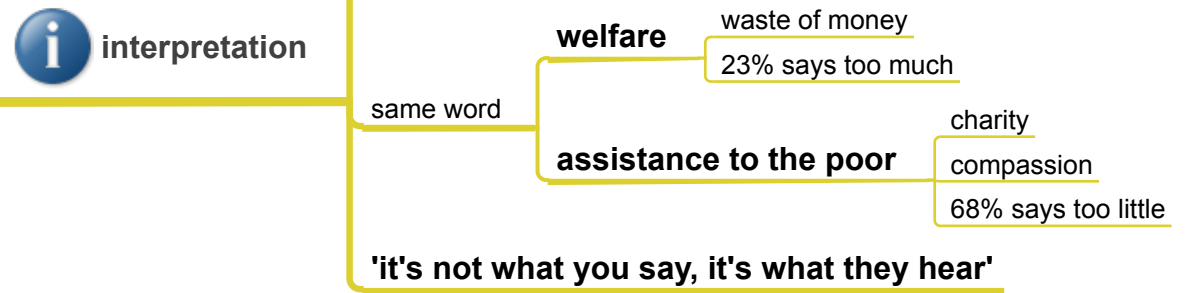 interpretation
same word
welfare
waste of money
23% says too much
assistance to the poor
charity
compassion
68% says too little
'it's not what you say, it's what they hear'